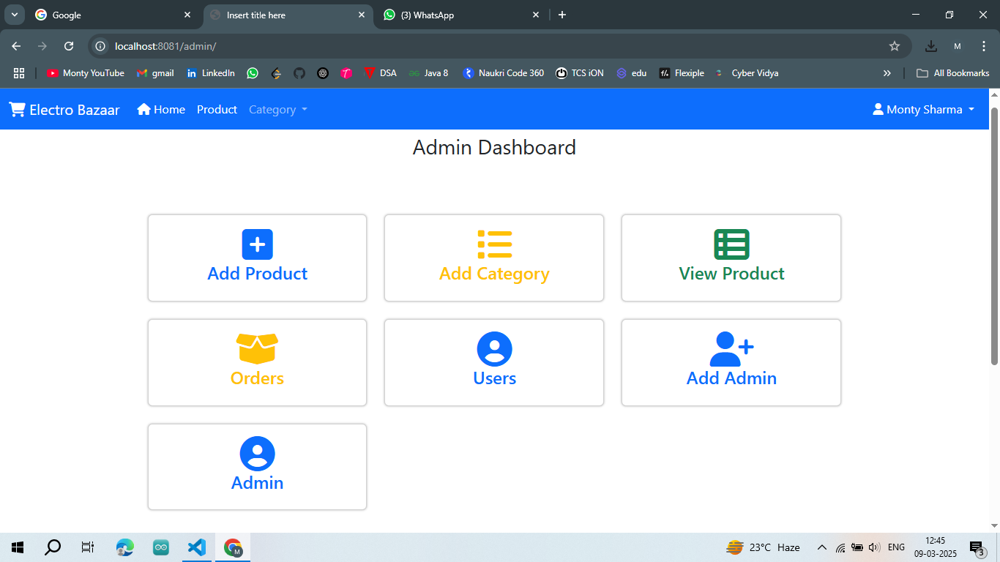 Google
Insert title here
(3) WhatsApp
localhost:8081/admin/
M
Monty YouTube
gmail
LinkedIn
DSA
Java 8
Naukri Code 360
TCS iON
edu
Flexiple
Cyber Vidya
»
All Bookmarks
Electro Bazaar
Home
Product
Category
Monty Sharma
Admin Dashboard
Add Product
Add Category
View Product
Orders
Users
Add Admin
Admin
M
23°C Haze
ENG
12:45
09-03-2025
3